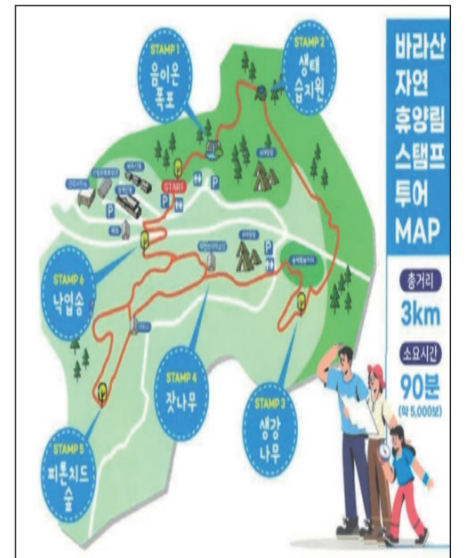 바라산
자연
휴양림
스탬프
투어
MAP
총거리
3km
소요시간
90분
(약 5,000보)
STAMP 1
음이온
폭포
STAMP 2
생태
습지원
START
P
P
P
STAMP 6
낙엽송
STAMP 4
잣나무
STAMP 3
생강
나무
STAMP 5
피톤치드
숲